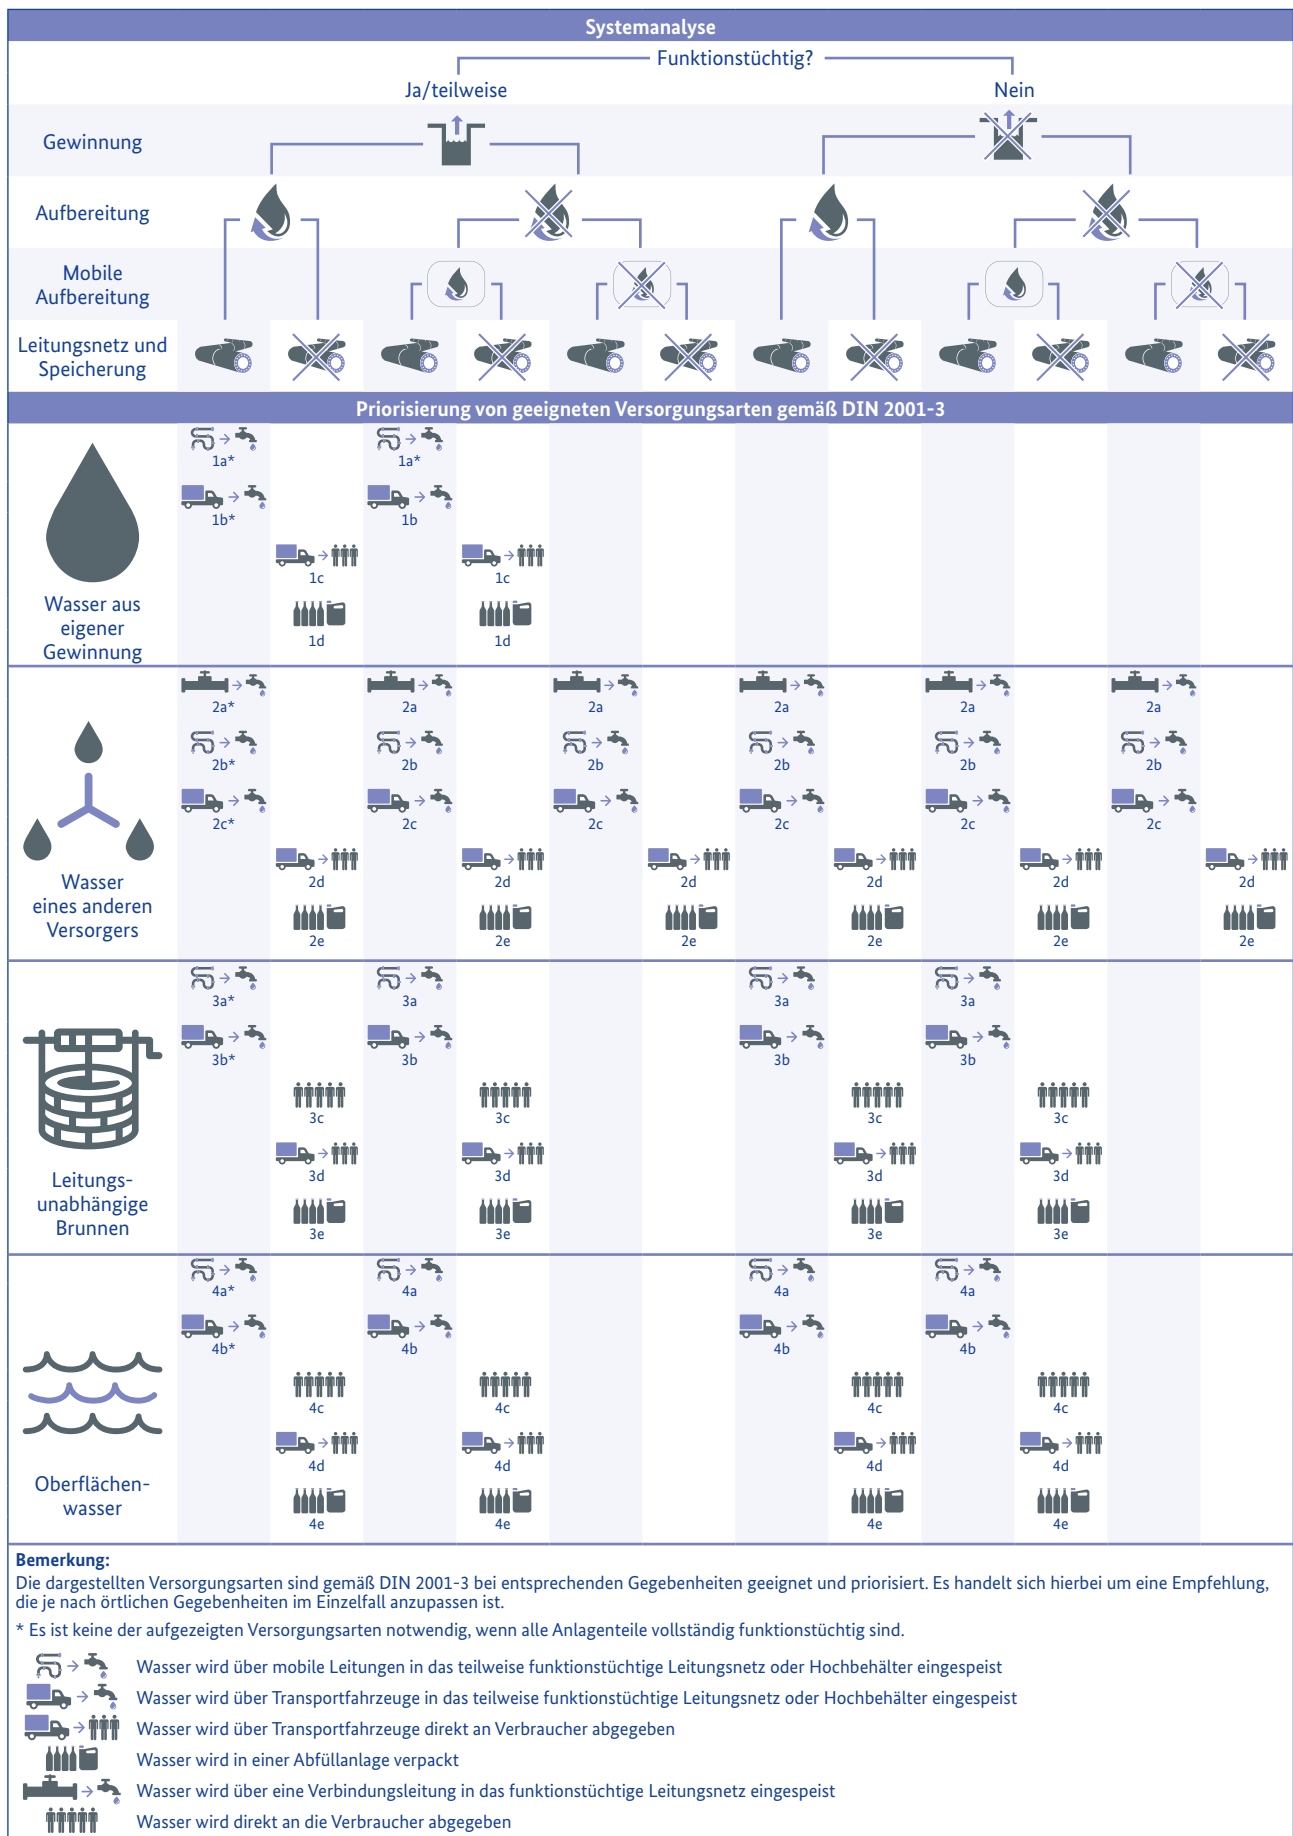 Systemanalyse
Funktionstüchtig?
Ja/teilweise
Nein
Gewinnung
Aufbereitung
Mobile
Aufbereitung
Leitungsnetz und
Speicherung
Priorisierung von geeigneten Versorgungsarten gemäß DIN 2001-3
1a* 1a*
1b* 1b
1c 1c
1d 1d
Wasser aus
eigener
Gewinnung
2a* 2a 2a 2a 2a 2a
2b* 2b 2b 2b 2b 2b
2c* 2c 2c 2c 2c 2c
2d 2d 2d 2d 2d 2d
2e 2e 2e 2e 2e 2e
Wasser
eines anderen
Versorgers
3a* 3a 3a 3a
3b* 3b 3b 3b
3c 3c 3c 3c
3d 3d 3d 3d
3e 3e 3e 3e
Leitungs-
unabhängige
Brunnen
4a* 4a 4a 4a
4b* 4b 4b 4b
4c 4c 4c 4c
4d 4d 4d 4d
4e 4e 4e 4e
Oberflächen-
wasser
Bemerkung:
Die dargestellten Versorgungsarten sind gemäß DIN 2001-3 bei entsprechenden Gegebenheiten geeignet und priorisiert. Es handelt sich hierbei um eine Empfehlung,
die je nach örtlichen Gegebenheiten im Einzelfall anzupassen ist.
* Es ist keine der aufgezeigten Versorgungsarten notwendig, wenn alle Anlagenteile vollständig funktionstüchtig sind.
Wasser wird über mobile Leitungen in das teilweise funktionstüchtige Leitungsnetz oder Hochbehälter eingespeist
Wasser wird über Transportfahrzeuge in das teilweise funktionstüchtige Leitungsnetz oder Hochbehälter eingespeist
Wasser wird über Transportfahrzeuge direkt an Verbraucher abgegeben
Wasser wird in einer Abfüllanlage verpackt
Wasser wird über eine Verbindungsleitung in das funktionstüchtige Leitungsnetz eingespeist
Wasser wird direkt an die Verbraucher abgegeben